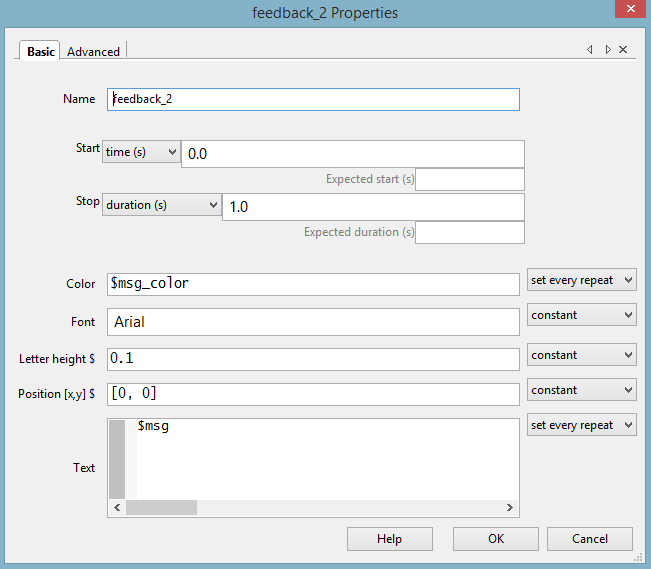 feedback_2 Properties
Basic Advanced
Name feedback_2
Start time (s) 0.0
Expected start (s)
Stop duration (s) 1.0
Expected duration (s)
Color $msg_color set every repeat
Font Arial constant
Letter height $ 0.1 constant
Position [x,y] $ [0, 0] constant
Text $msg set every repeat
Help OK Cancel